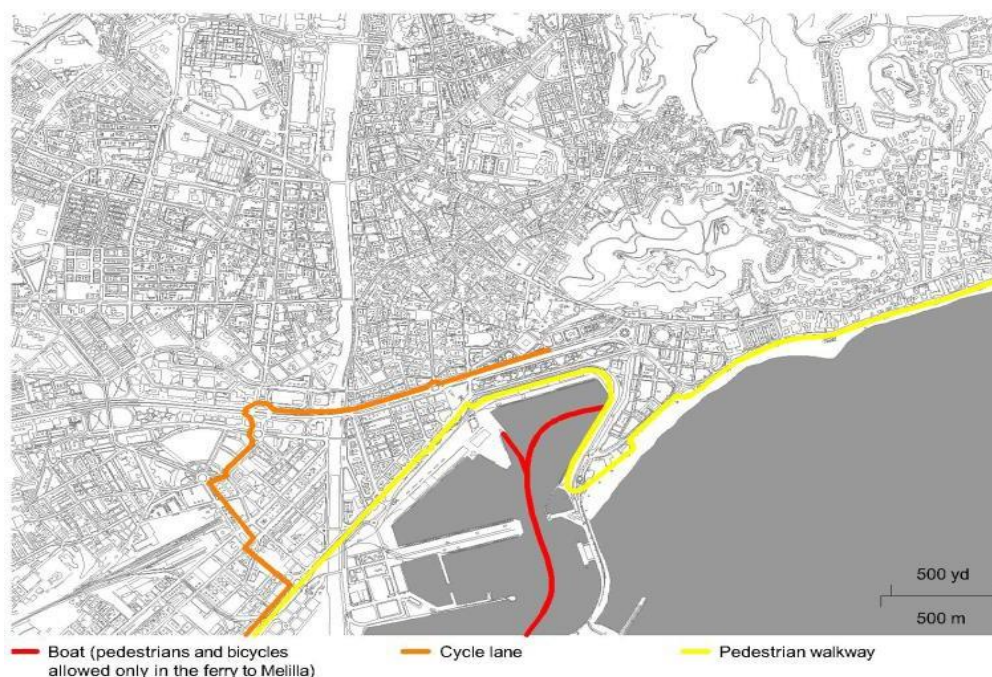 500 yd
500 m
Boat (pedestrians and bicycles
allowed only in the ferry to Melilla)
Cycle lane
Pedestrian walkway